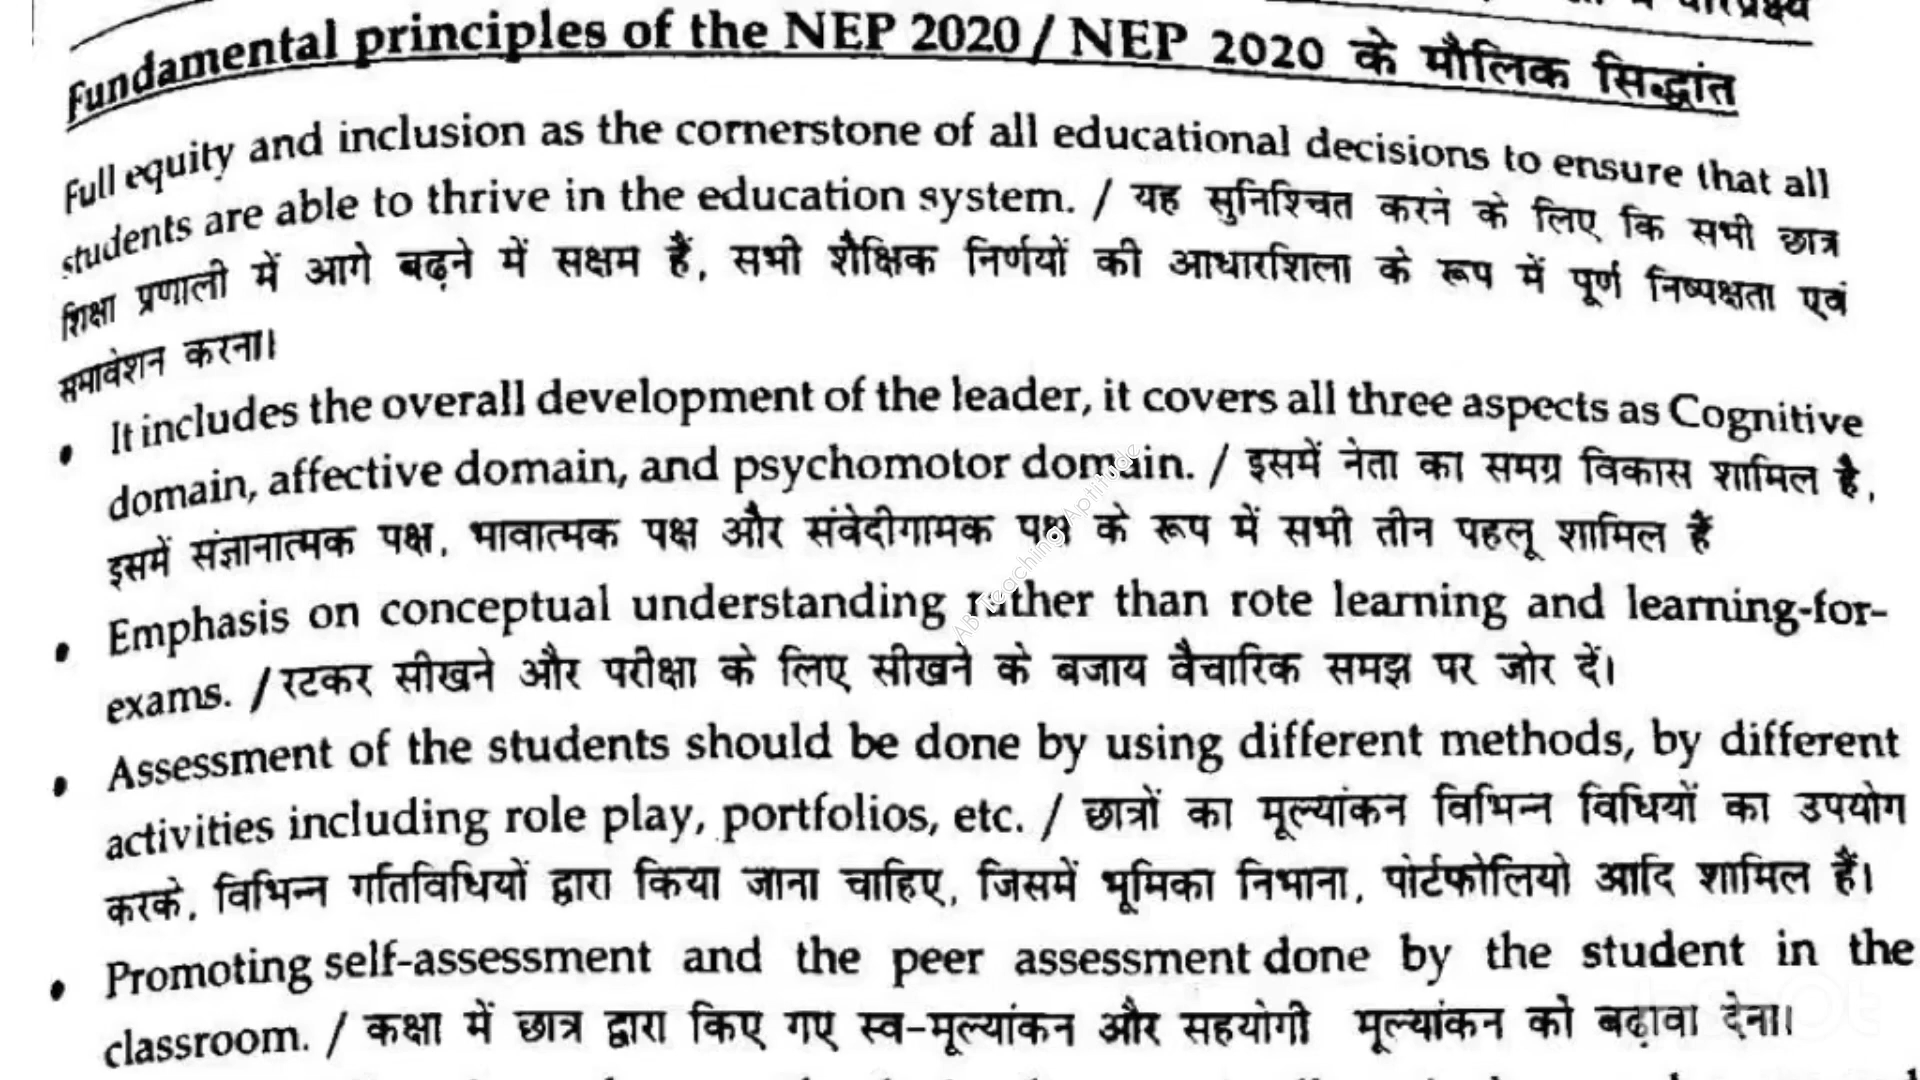 परिप्रेक्ष्य
Fundamental principles of the NEP 2020 / NEP 2020 के मौलिक सिद्धांत
Full equity and inclusion as the cornerstone of all educational decisions to ensure that all
students are able to thrive in the education system. / यह सुनिश्चित करने के लिए कि सभी छात्र
शिक्षा प्रणाली में आगे बढ़ने में सक्षम हैं, सभी शैक्षिक निर्णयों की आधारशिला के रूप में पूर्ण निष्पक्षता एवं
समावेशन करना।
• It includes the overall development of the leader, it covers all three aspects as Cognitive
domain, affective domain, and psychomotor domain. / इसमें नेता का समग्र विकास शामिल है,
इसमें संज्ञानात्मक पक्ष, भावात्मक पक्ष और संवेदीगामक पक्ष के रूप में सभी तीन पहलू शामिल हैं
• Emphasis on conceptual understanding rather than rote learning and learning-for-
exams. / रटकर सीखने और परीक्षा के लिए सीखने के बजाय वैचारिक समझ पर जोर दें।
• Assessment of the students should be done by using different methods, by different
activities including role play, portfolios, etc. / छात्रों का मूल्यांकन विभिन्न विधियों का उपयोग
करके, विभिन्न गतिविधियों द्वारा किया जाना चाहिए, जिसमें भूमिका निभाना, पोर्टफोलियो आदि शामिल हैं।
• Promoting self-assessment and the peer assessment done by the student in the
classroom. / कक्षा में छात्र द्वारा किए गए स्व-मूल्यांकन और सहयोगी मूल्यांकन को बढ़ावा देना।
AB Teaching Aptitude